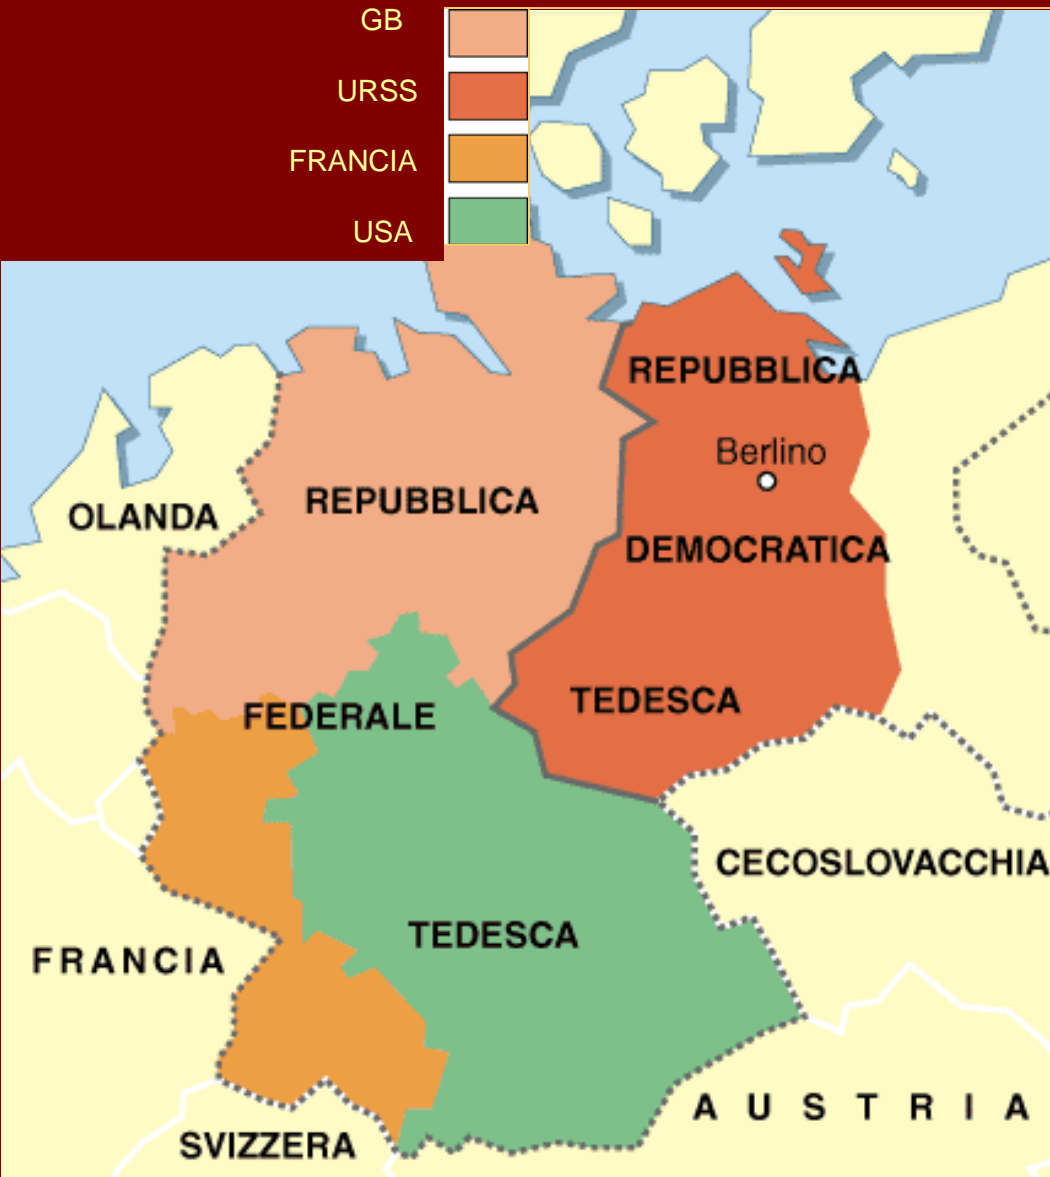 GB
URSS
FRANCIA
USA
REPUBBLICA
Berlino
OLANDA
REPUBBLICA
DEMOCRATICA
TEDESCA
FEDERALE
CECOSLOVACCHIA
TEDESCA
FRANCIA
AUSTRIA
SVIZZERA